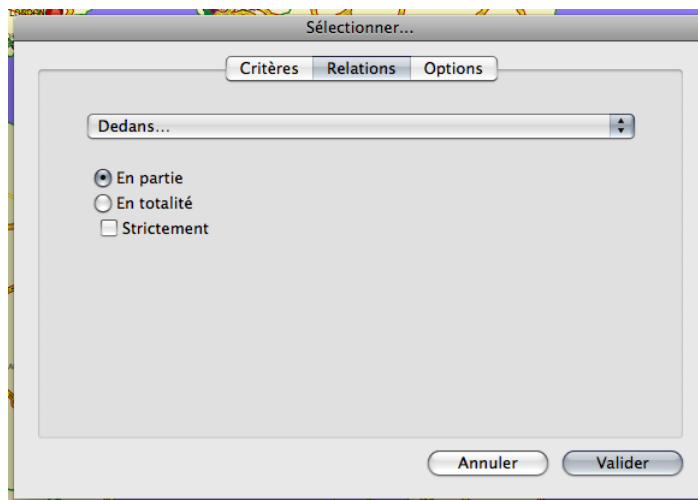 Sélectionner...
Critères Relations Options
Dedans...
En partie
En totalité
Strictement
Annuler Valider